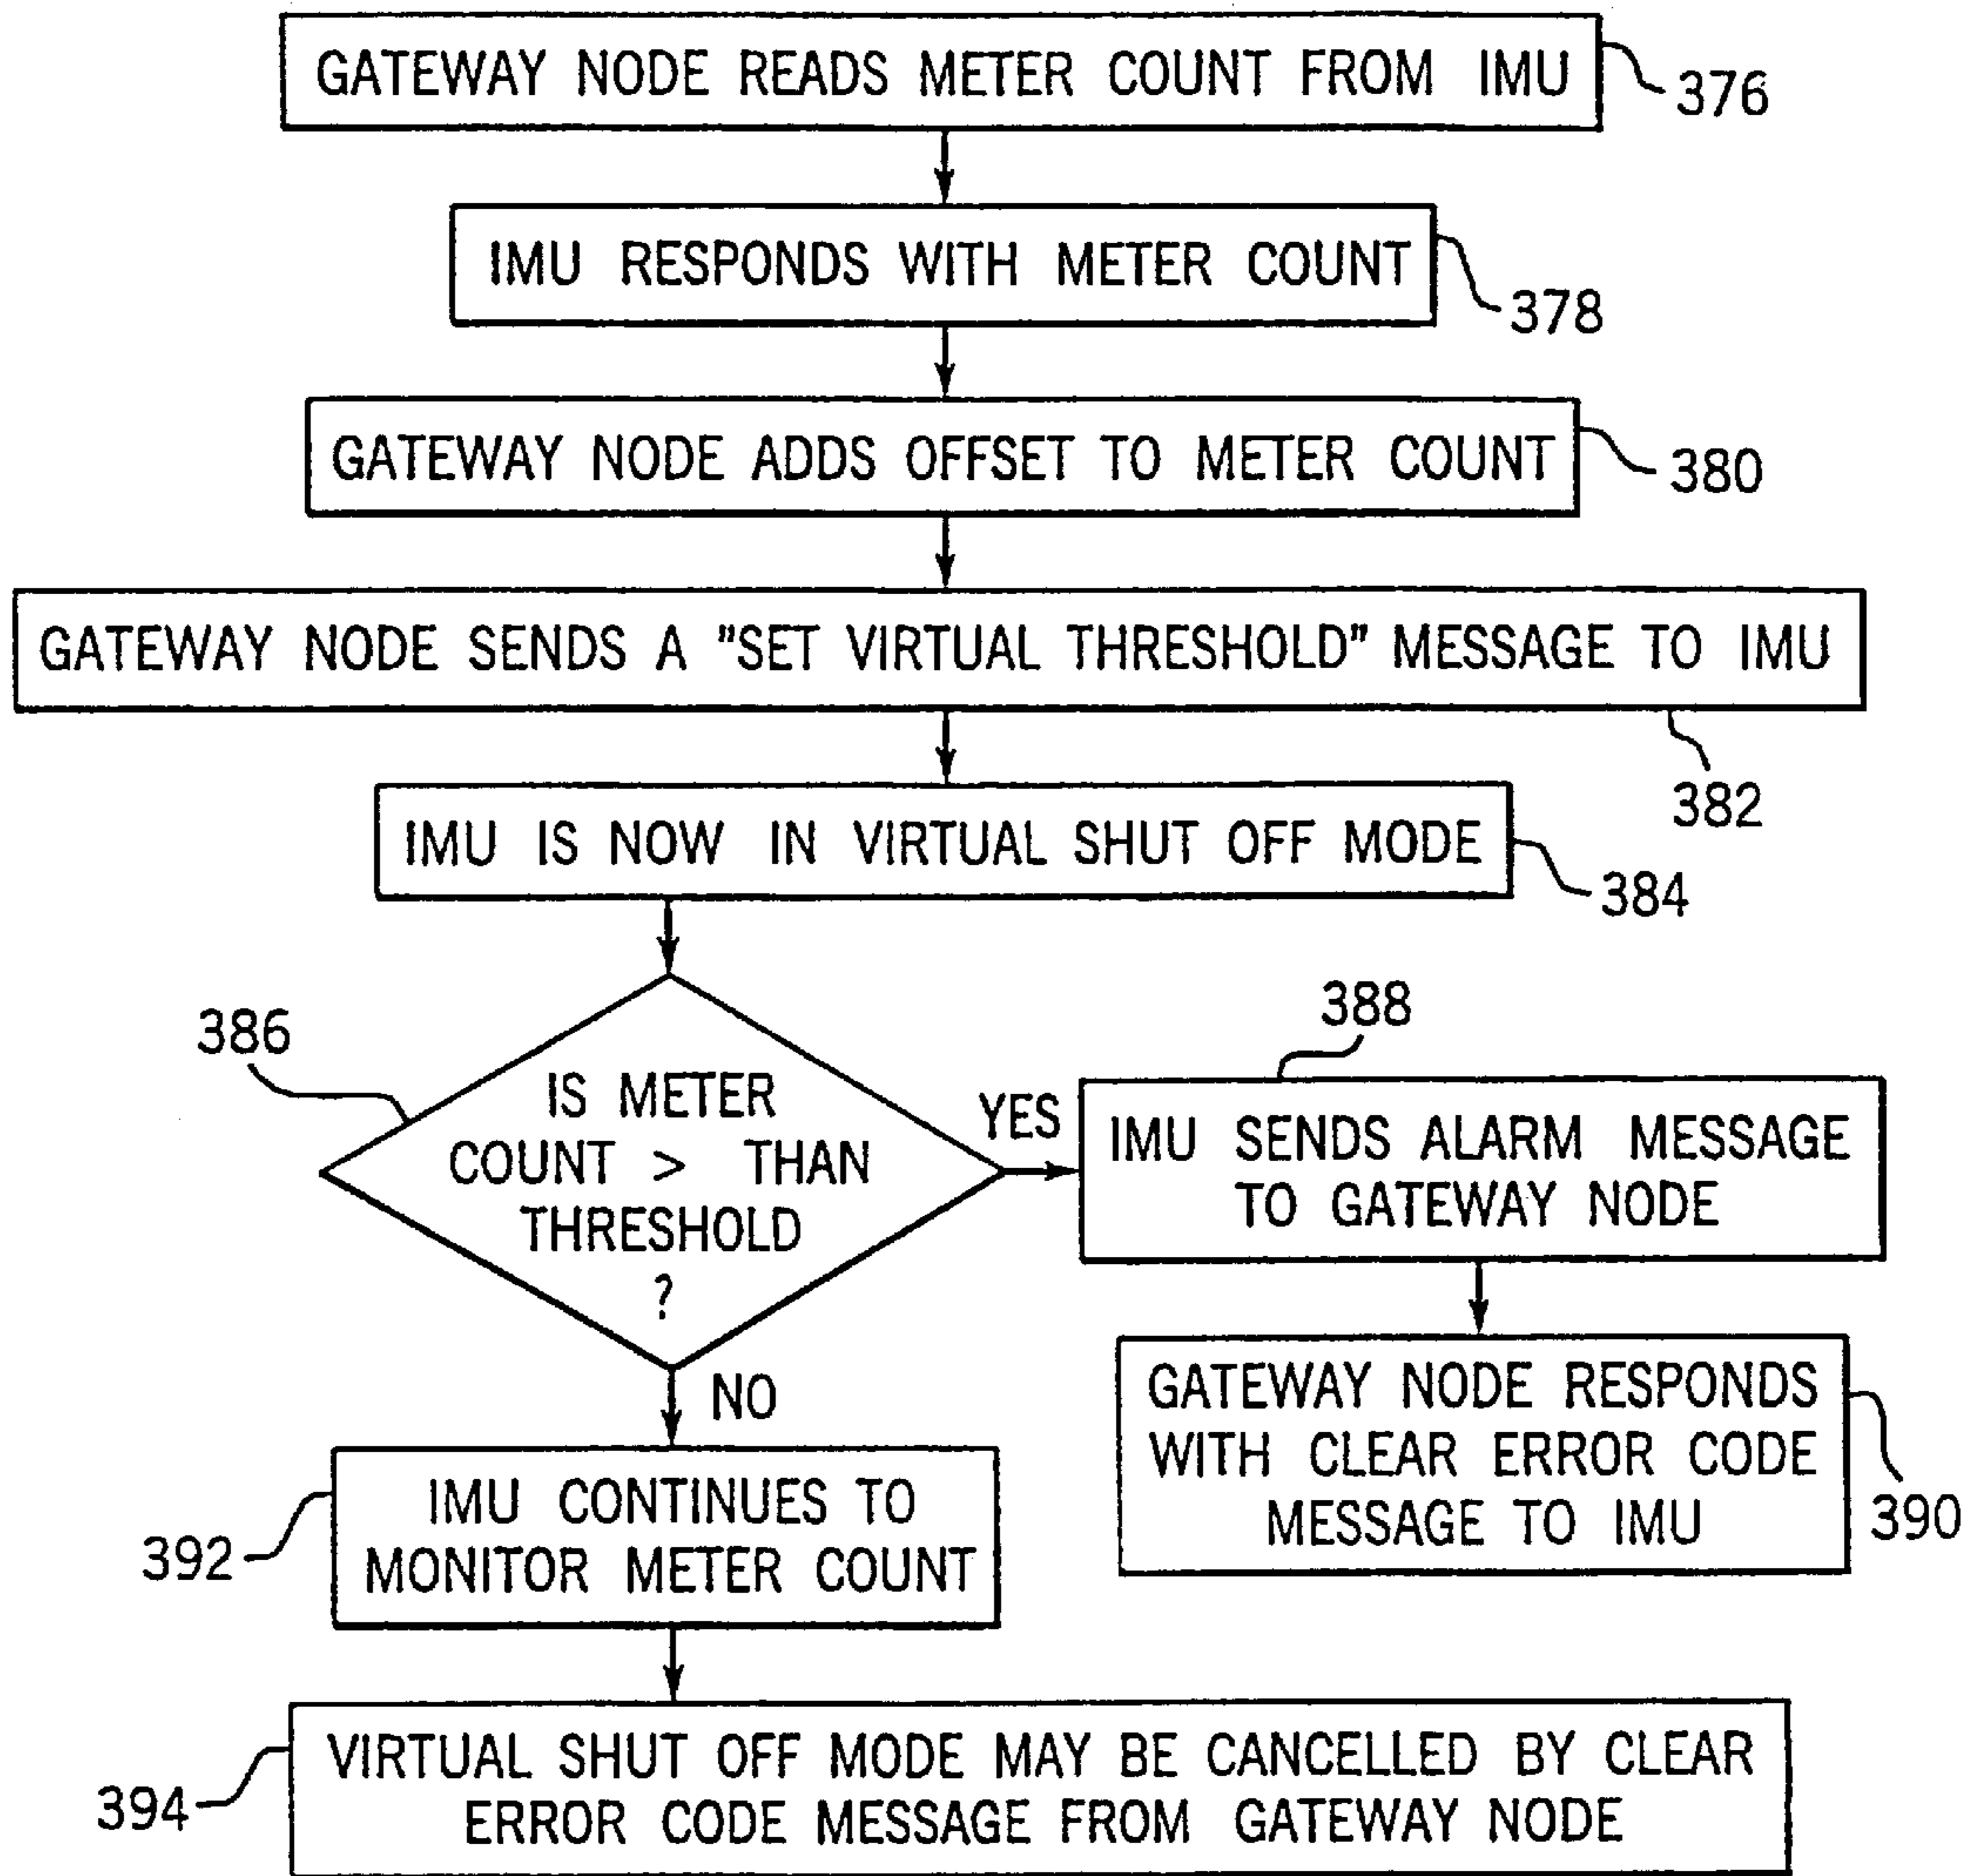 GATEWAY NODE READS METER COUNT FROM IMU
376
IMU RESPONDS WITH METER COUNT
378
GATEWAY NODE ADDS OFFSET TO METER COUNT
380
GATEWAY NODE SENDS A "SET VIRTUAL THRESHOLD" MESSAGE TO IMU
382
IMU IS NOW IN VIRTUAL SHUT OFF MODE
384
386
IS METER
COUNT > THAN
THRESHOLD
?
YES
388
IMU SENDS ALARM MESSAGE
TO GATEWAY NODE
GATEWAY NODE RESPONDS
WITH CLEAR ERROR CODE
MESSAGE TO IMU
390
NO
IMU CONTINUES TO
MONITOR METER COUNT
392
VIRTUAL SHUT OFF MODE MAY BE CANCELLED BY CLEAR
ERROR CODE MESSAGE FROM GATEWAY NODE
394